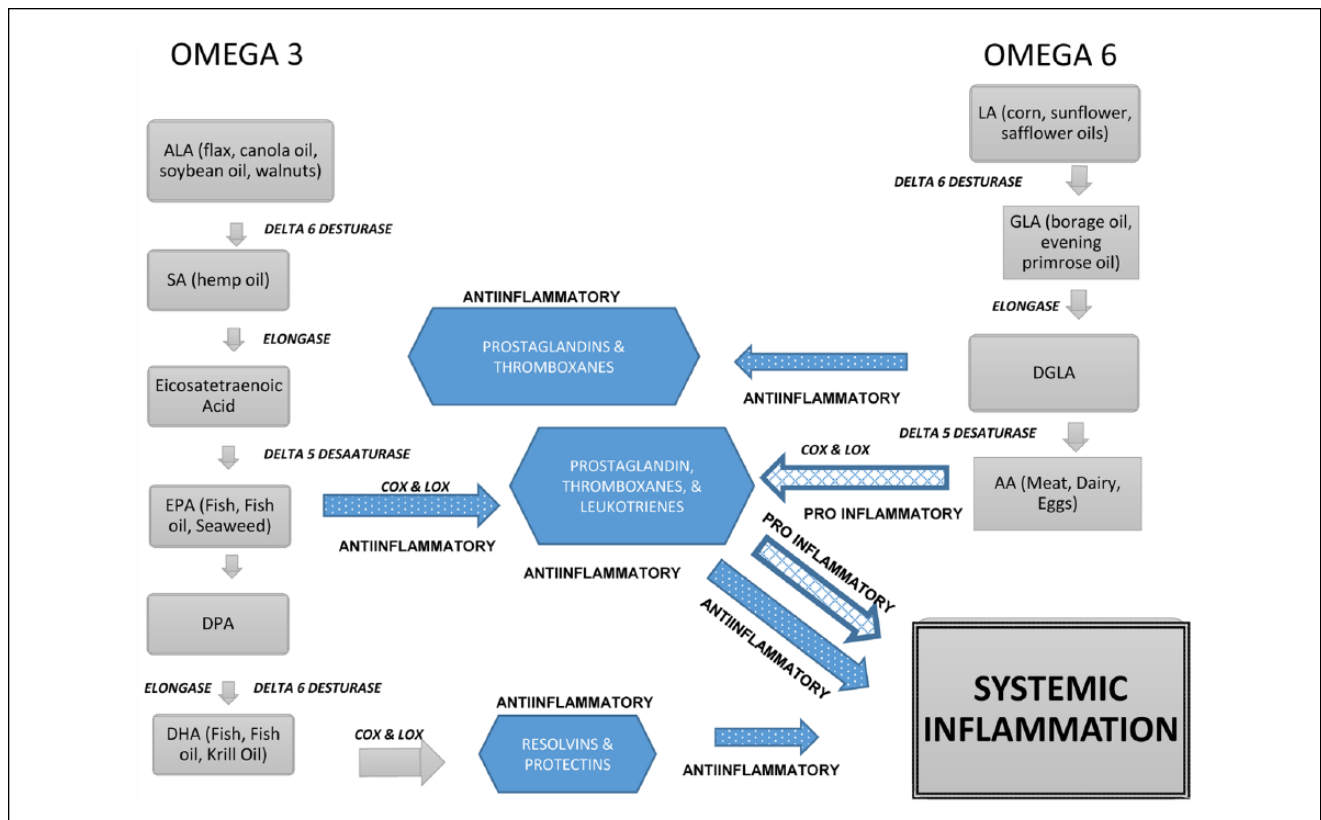 OMEGA 3
ALA (flax, canola oil,
soybean oil, walnuts)
DELTA 6 DESTURASE
SA (hemp oil)
ELONGASE
Eicosatetraenoic
Acid
DELTA 5 DESAATURASE
EPA (Fish, Fish
oil, Seaweed)
DPA
ELONGASE
DELTA 6 DESTURASE
DHA (Fish, Fish
oil, Krill Oil)
COX & LOX
ANTIINFLAMMATORY
PROSTAGLANDINS &
THROMBOXANES
ANTIINFLAMMATORY
COX & LOX
ANTIINFLAMMATORY
PROSTAGLANDIN,
THROMBOXANES, &
LEUKOTRIENES
ANTIINFLAMMATORY
COX & LOX
PRO INFLAMMATORY
PRO INFLAMMATORY
ANTIINFLAMMATORY
ANTIINFLAMMATORY
RESOLVINS &
PROTECTINS
ANTIINFLAMMATORY
OMEGA 6
LA (corn, sunflower,
safflower oils)
DELTA 6 DESTURASE
GLA (borage oil,
evening
primrose oil)
ELONGASE
DGLA
DELTA 5 DESATURASE
AA (Meat, Dairy,
Eggs)
SYSTEMIC
INFLAMMATION